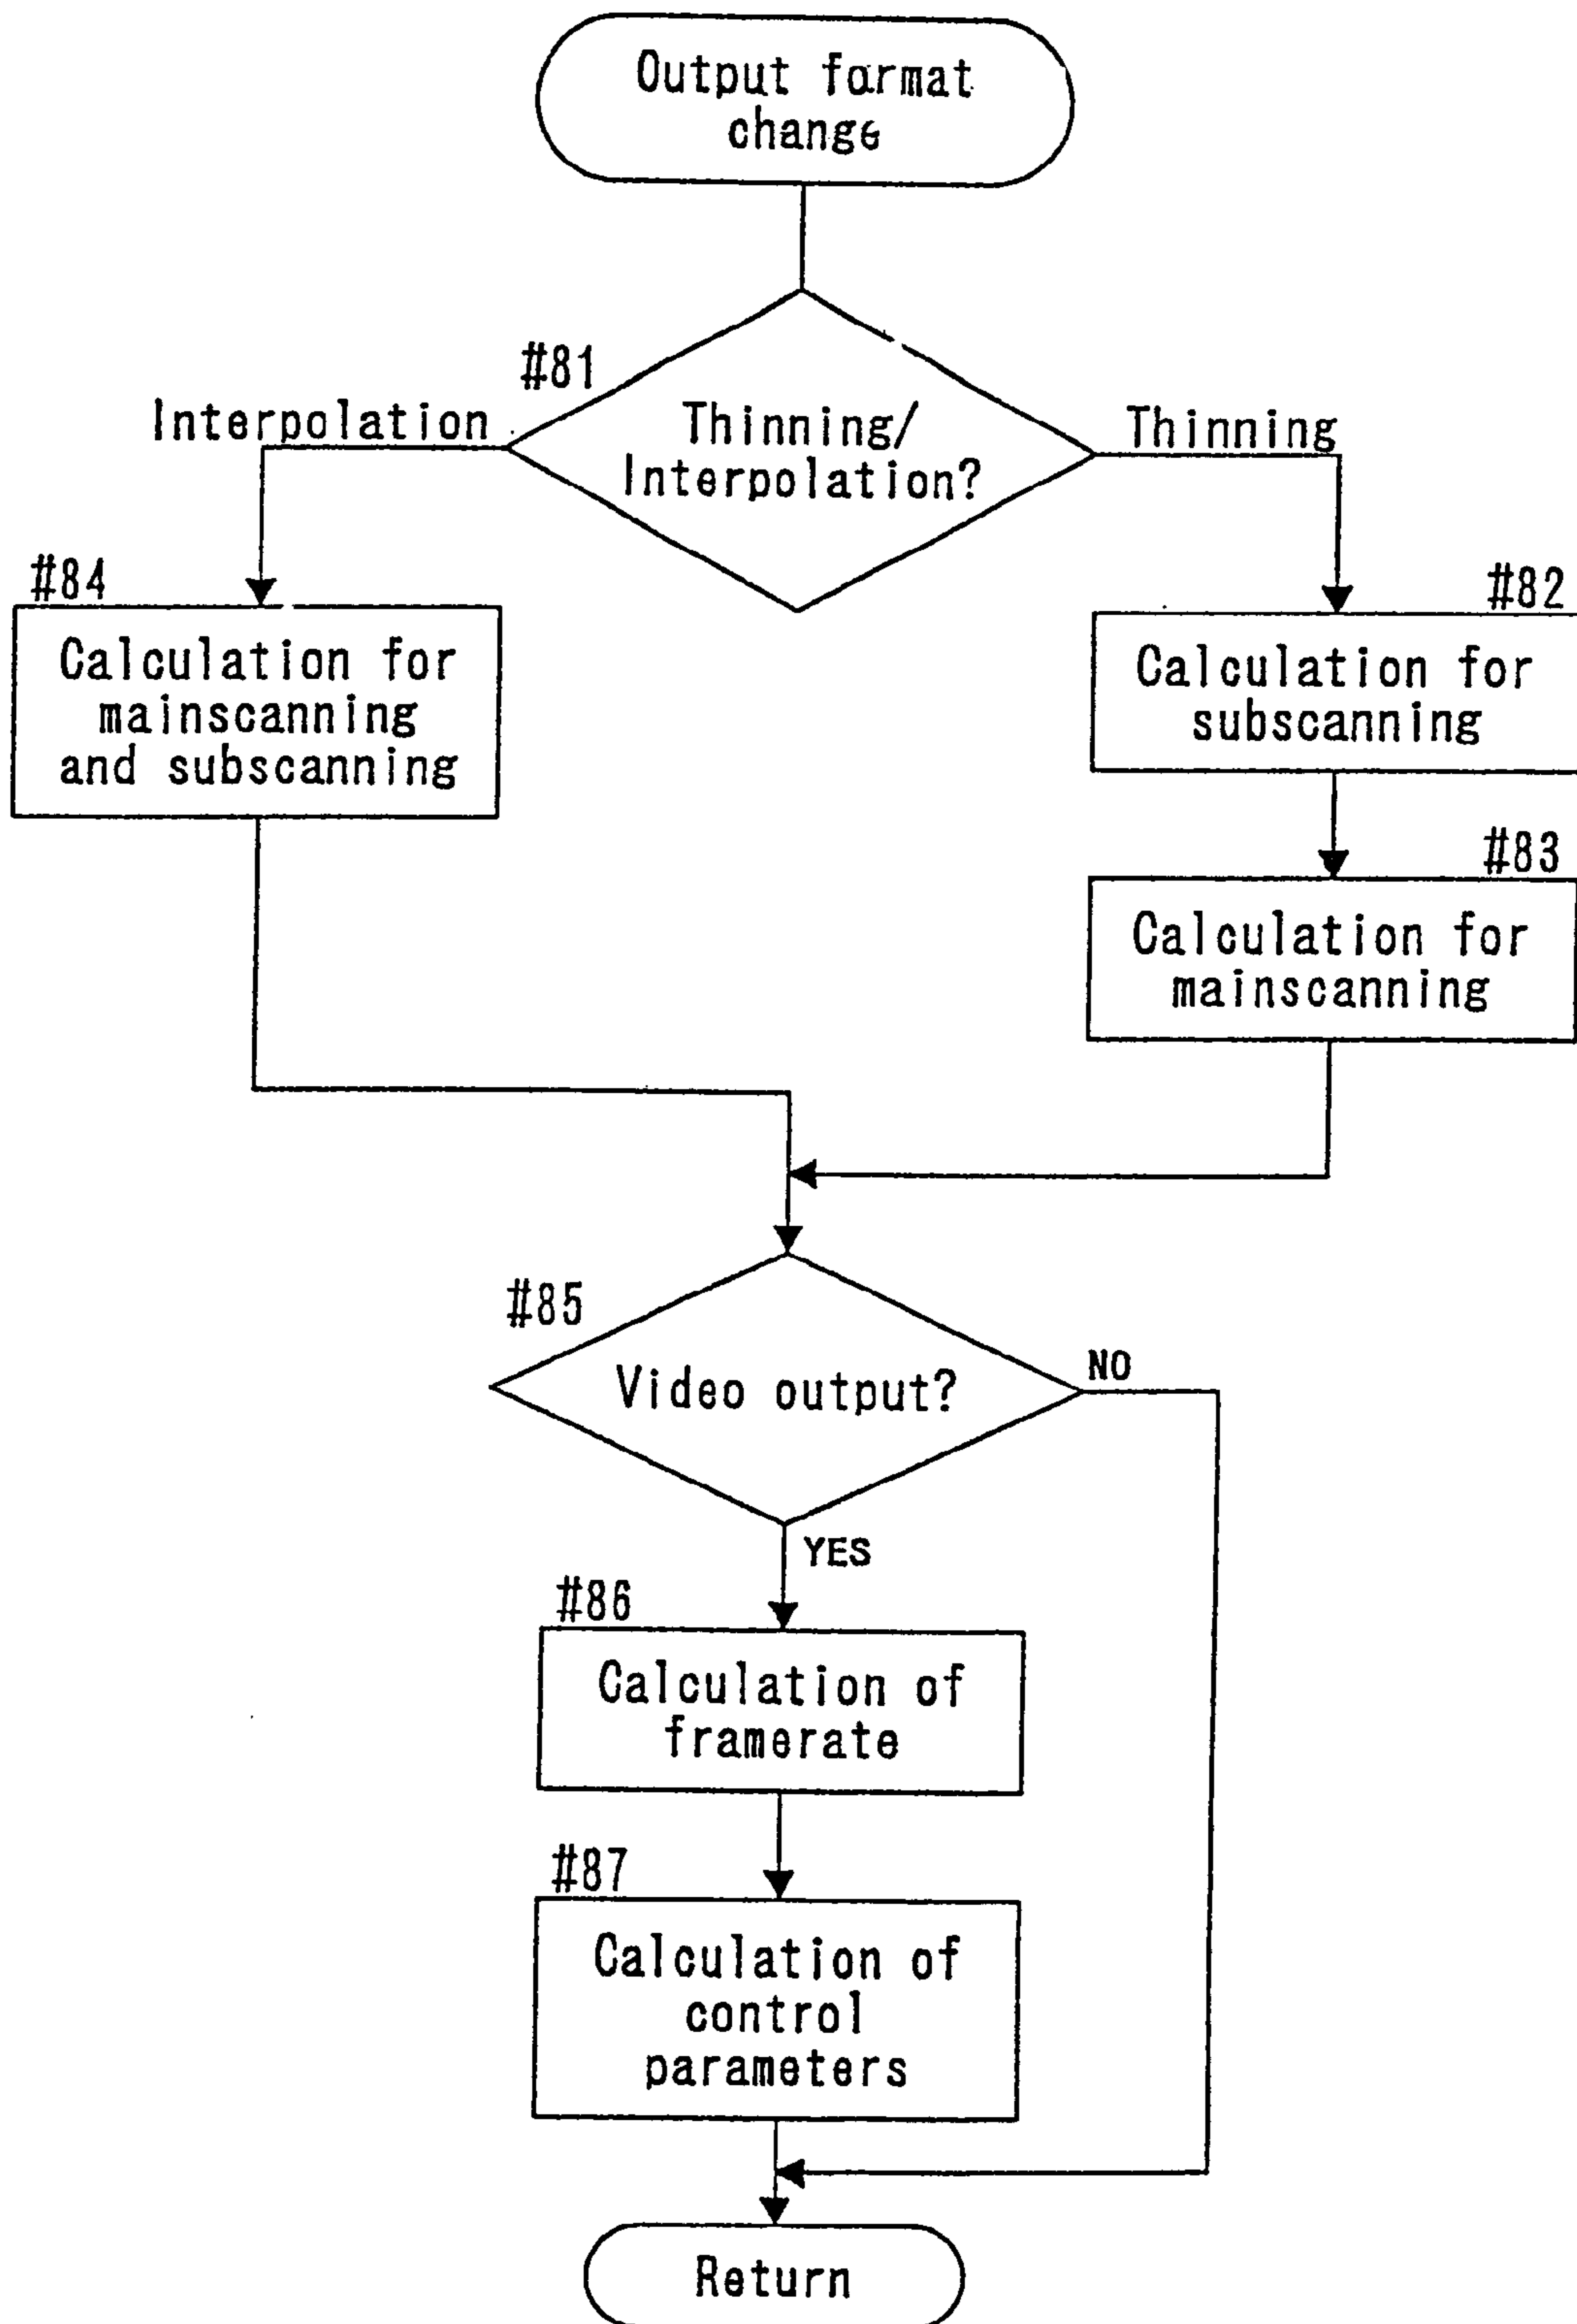 Output format
change
#81
Interpolation
Thinning/
Interpolation?
Thinning
#84
Calculation for
mainscanning
and subscanning
#82
Calculation for
subscanning
#83
Calculation for
mainscanning
#85
Video output?
NO
YES
#86
Calculation of
framerate
#87
Calculation of
control
parameters
Return